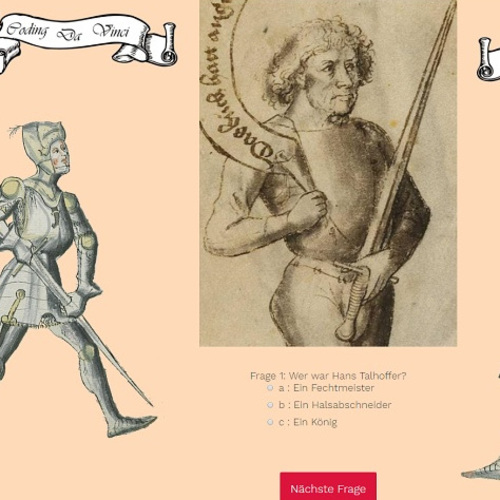 Coding Da Vinci
Frage 1: Wer war Hans Talhoffer?
a : Ein Fechtmeister
b : Ein Halsabschneider
c : Ein König
Nächste Frage